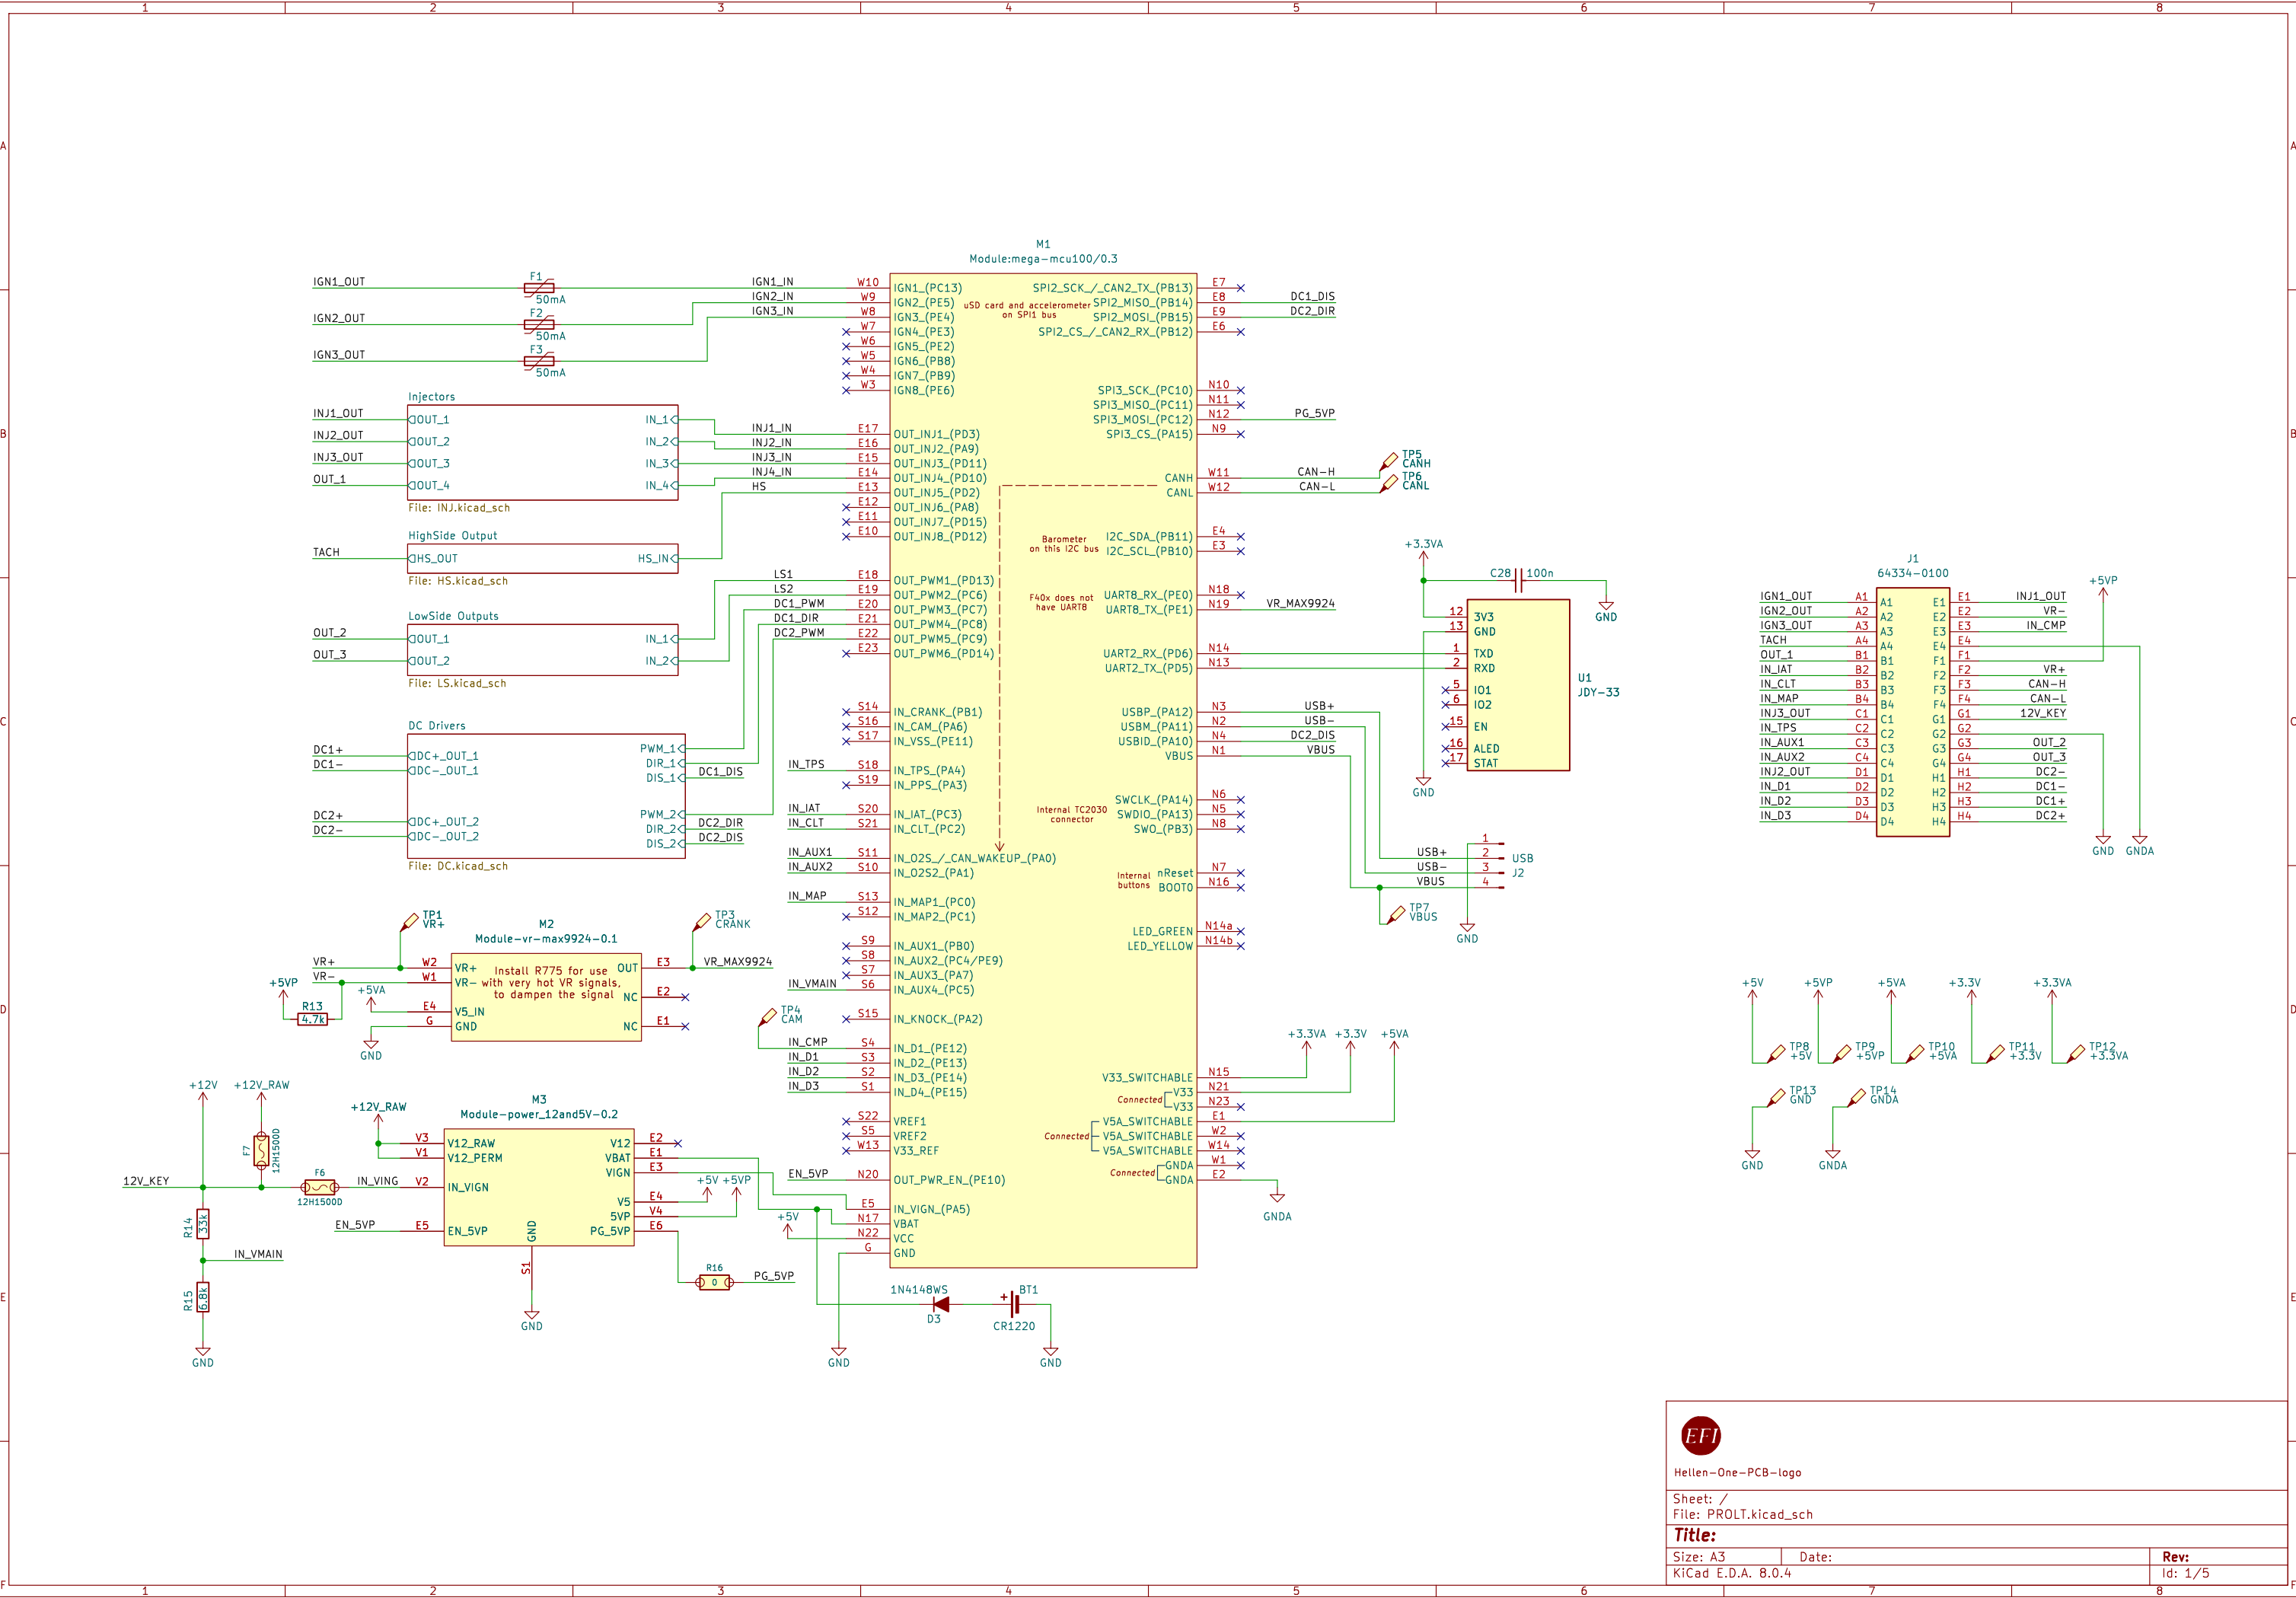 1 2 3 4 5 6 7 8
A
B
C
D
E
F
IGN1_OUT
F1
50mA
IGN1_IN
IGN2_IN
IGN3_IN
IGN2_OUT
F2
50mA
IGN3_OUT
F3
50mA
Injectors
INJ1_OUT OUT_1 IN_1 INJ1_IN
INJ2_OUT OUT_2 IN_2 INJ2_IN
INJ3_OUT OUT_3 IN_3 INJ3_IN
OUT_1 OUT_4 IN_4 INJ4_IN
File: INJ.kicad_sch
HS
HighSide Output
TACH HS_OUT HS_IN
File: HS.kicad_sch
LowSide Outputs
OUT_2 OUT_1 IN_1
OUT_3 OUT_2 IN_2
File: LS.kicad_sch
LS1
LS2
DC1_PWM
DC1_DIR
DC2_PWM
DC Drivers
DC1+ DC+_OUT_1 PWM_1
DC1- DC-_OUT_1 DIR_1
DIS_1 DC1_DIS
DC2+ DC+_OUT_2 PWM_2
DC2- DC-_OUT_2 DIR_2 DC2_DIR
DIS_2 DC2_DIS
File: DC.kicad_sch
IN_TPS
IN_IAT
IN_CLT
IN_AUX1
IN_AUX2
IN_MAP
IN_VMAIN
TP4
CAM
IN_CMP
IN_D1
IN_D2
IN_D3
EN_5VP
TP1
VR+
TP3
CRANK
M2
Module-vr-max9924-0.1
VR+ W2 VR+ OUT E3 VR_MAX9924
VR- W1 VR- NC E2
E4 V5_IN
G GND NC E1
Install R775 for use
with very hot VR signals,
to dampen the signal
+5VP
R13
4.7k
+5VA
GND
+12V
+12V_RAW
F7
12H1500D
+12V_RAW
M3
Module-power_12and5V-0.2
V3 V12_RAW V12 E2
V1 V12_PERM VBAT E1
VIGN E3
12V_KEY
F6
12H1500D
IN_VING V2 IN_VIGN
V5 E4
5VP V4
EN_5VP E5 EN_5VP PG_5VP E6
GND
S1
GND
+5V
+5VP
+5V
R14
33k
IN_VMAIN
R15
6.8k
GND
R16
0
PG_5VP
1N4148WS
D3
BT1
CR1220
GND
GND
M1
Module:mega-mcu100/0.3
W10 IGN1_(PC13)
W9 IGN2_(PE5)
W8 IGN3_(PE4)
W7 IGN4_(PE3)
W6 IGN5_(PE2)
W5 IGN6_(PB8)
W4 IGN7_(PB9)
W3 IGN8_(PE6)
E17 OUT_INJ1_(PD3)
E16 OUT_INJ2_(PA9)
E15 OUT_INJ3_(PD11)
E14 OUT_INJ4_(PD10)
E13 OUT_INJ5_(PD2)
E12 OUT_INJ6_(PA8)
E11 OUT_INJ7_(PD15)
E10 OUT_INJ8_(PD12)
E18 OUT_PWM1_(PD13)
E19 OUT_PWM2_(PC6)
E20 OUT_PWM3_(PC7)
E21 OUT_PWM4_(PC8)
E22 OUT_PWM5_(PC9)
E23 OUT_PWM6_(PD14)
S14 IN_CRANK_(PB1)
S16 IN_CAM_(PA6)
S17 IN_VSS_(PE11)
S18 IN_TPS_(PA4)
S19 IN_PPS_(PA3)
S20 IN_IAT_(PC3)
S21 IN_CLT_(PC2)
S11 IN_O2S_/_CAN_WAKEUP_(PA0)
S10 IN_O2S2_(PA1)
S13 IN_MAP1_(PC0)
S12 IN_MAP2_(PC1)
S9 IN_AUX1_(PB0)
S8 IN_AUX2_(PC4/PE9)
S7 IN_AUX3_(PA7)
S6 IN_AUX4_(PC5)
S15 IN_KNOCK_(PA2)
S4 IN_D1_(PE12)
S3 IN_D2_(PE13)
S2 IN_D3_(PE14)
S1 IN_D4_(PE15)
S22 VREF1
S5 VREF2
W13 V33_REF
N20 OUT_PWR_EN_(PE10)
E5 IN_VIGN_(PA5)
N17 VBAT
N22 VCC
G GND
uSD card and accelerometer
on SPI1 bus
Barometer
on this I2C bus
F40x does not
have UART8
Internal TC2030
connector
Internal
buttons
Connected
Connected
Connected
SPI2_SCK_/_CAN2_TX_(PB13) E7
SPI2_MISO_(PB14) E8 DC1_DIS
SPI2_MOSI_(PB15) E9 DC2_DIR
SPI2_CS_/_CAN2_RX_(PB12) E6
SPI3_SCK_(PC10) N10
SPI3_MISO_(PC11) N11
SPI3_MOSI_(PC12) N12 PG_5VP
SPI3_CS_(PA15) N9
CANH W11 CAN-H
CANL W12 CAN-L
TP5
CANH
TP6
CANL
I2C_SDA_(PB11) E4
I2C_SCL_(PB10) E3
UART8_RX_(PE0) N18
UART8_TX_(PE1) N19 VR_MAX9924
UART2_RX_(PD6) N14
UART2_TX_(PD5) N13
USBP_(PA12) N3 USB+
USBM_(PA11) N2 USB-
USBID_(PA10) N4 DC2_DIS
VBUS N1 VBUS
SWCLK_(PA14) N6
SWDIO_(PA13) N5
SWO_(PB3) N8
nReset N7
BOOT0 N16
LED_GREEN N14a
LED_YELLOW N14b
V33_SWITCHABLE N15
V33 N21
V33 N23
V5A_SWITCHABLE E1
V5A_SWITCHABLE W2
V5A_SWITCHABLE W14
GNDA W1
GNDA E2
+3.3VA
+3.3V
+5VA
GNDA
+3.3VA
C28
100n
GND
12 3V3
13 GND
1 TXD
2 RXD
5 IO1
6 IO2
15 EN
16 ALED
17 STAT
U1
JDY-33
GND
1
USB+ 2
USB- 3
VBUS 4
USB
J2
TP7
VBUS
GND
J1
64334-0100
IGN1_OUT A1 A1 E1 E1 INJ1_OUT
IGN2_OUT A2 A2 E2 E2 VR-
IGN3_OUT A3 A3 E3 E3 IN_CMP
TACH A4 A4 E4 E4
OUT_1 B1 B1 F1 F1
IN_IAT B2 B2 F2 F2 VR+
IN_CLT B3 B3 F3 F3 CAN-H
IN_MAP B4 B4 F4 F4 CAN-L
INJ3_OUT C1 C1 G1 G1 12V_KEY
IN_TPS C2 C2 G2 G2
IN_AUX1 C3 C3 G3 G3 OUT_2
IN_AUX2 C4 C4 G4 G4 OUT_3
INJ2_OUT D1 D1 H1 H1 DC2-
IN_D1 D2 D2 H2 H2 DC1-
IN_D2 D3 D3 H3 H3 DC1+
IN_D3 D4 D4 H4 H4 DC2+
+5VP
GND
GNDA
+5V
+5VP
+5VA
+3.3V
+3.3VA
TP8
+5V
TP9
+5VP
TP10
+5VA
TP11
+3.3V
TP12
+3.3VA
TP13
GND
TP14
GNDA
GND
GNDA
EFI
Hellen-One-PCB-logo
Sheet: /
File: PROLT.kicad_sch
Title:
Size: A3 Date: Rev:
KiCad E.D.A. 8.0.4 Id: 1/5
A
B
C
D
E
F
1 2 3 4 5 6 7 8